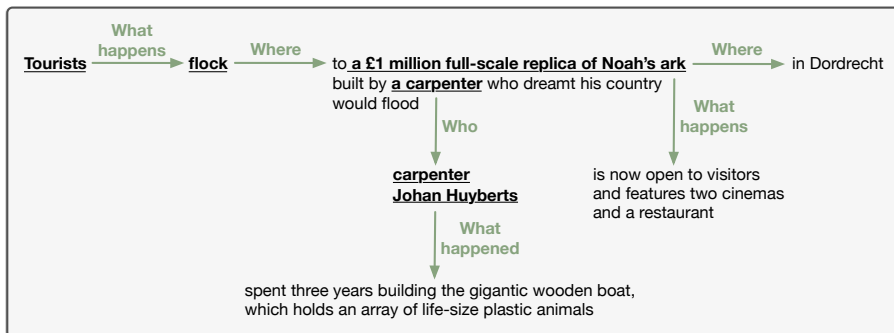 What
happens
Tourists
flock
Where
to a £1 million full-scale replica of Noah’s ark
built by a carpenter who dreamt his country
would flood
Where
in Dordrecht
Who
carpenter
Johan Huyberts
What
happened
spent three years building the gigantic wooden boat,
which holds an array of life-size plastic animals
What
happens
is now open to visitors
and features two cinemas
and a restaurant